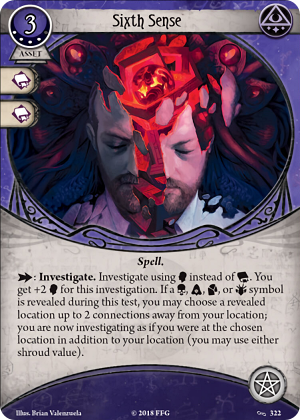 Sixth Sense
3
ASSET
Spell.
: Investigate. Investigate using instead of . You
get +2 for this investigation. If a , , , or symbol
is revealed during this test, you may choose a revealed
location up to 2 connections away from your location;
you are now investigating as if you were at the chosen
location in addition to your location (you may use either
shroud value).
Illus. Brian Valenzuela
© 2018 FFG
322